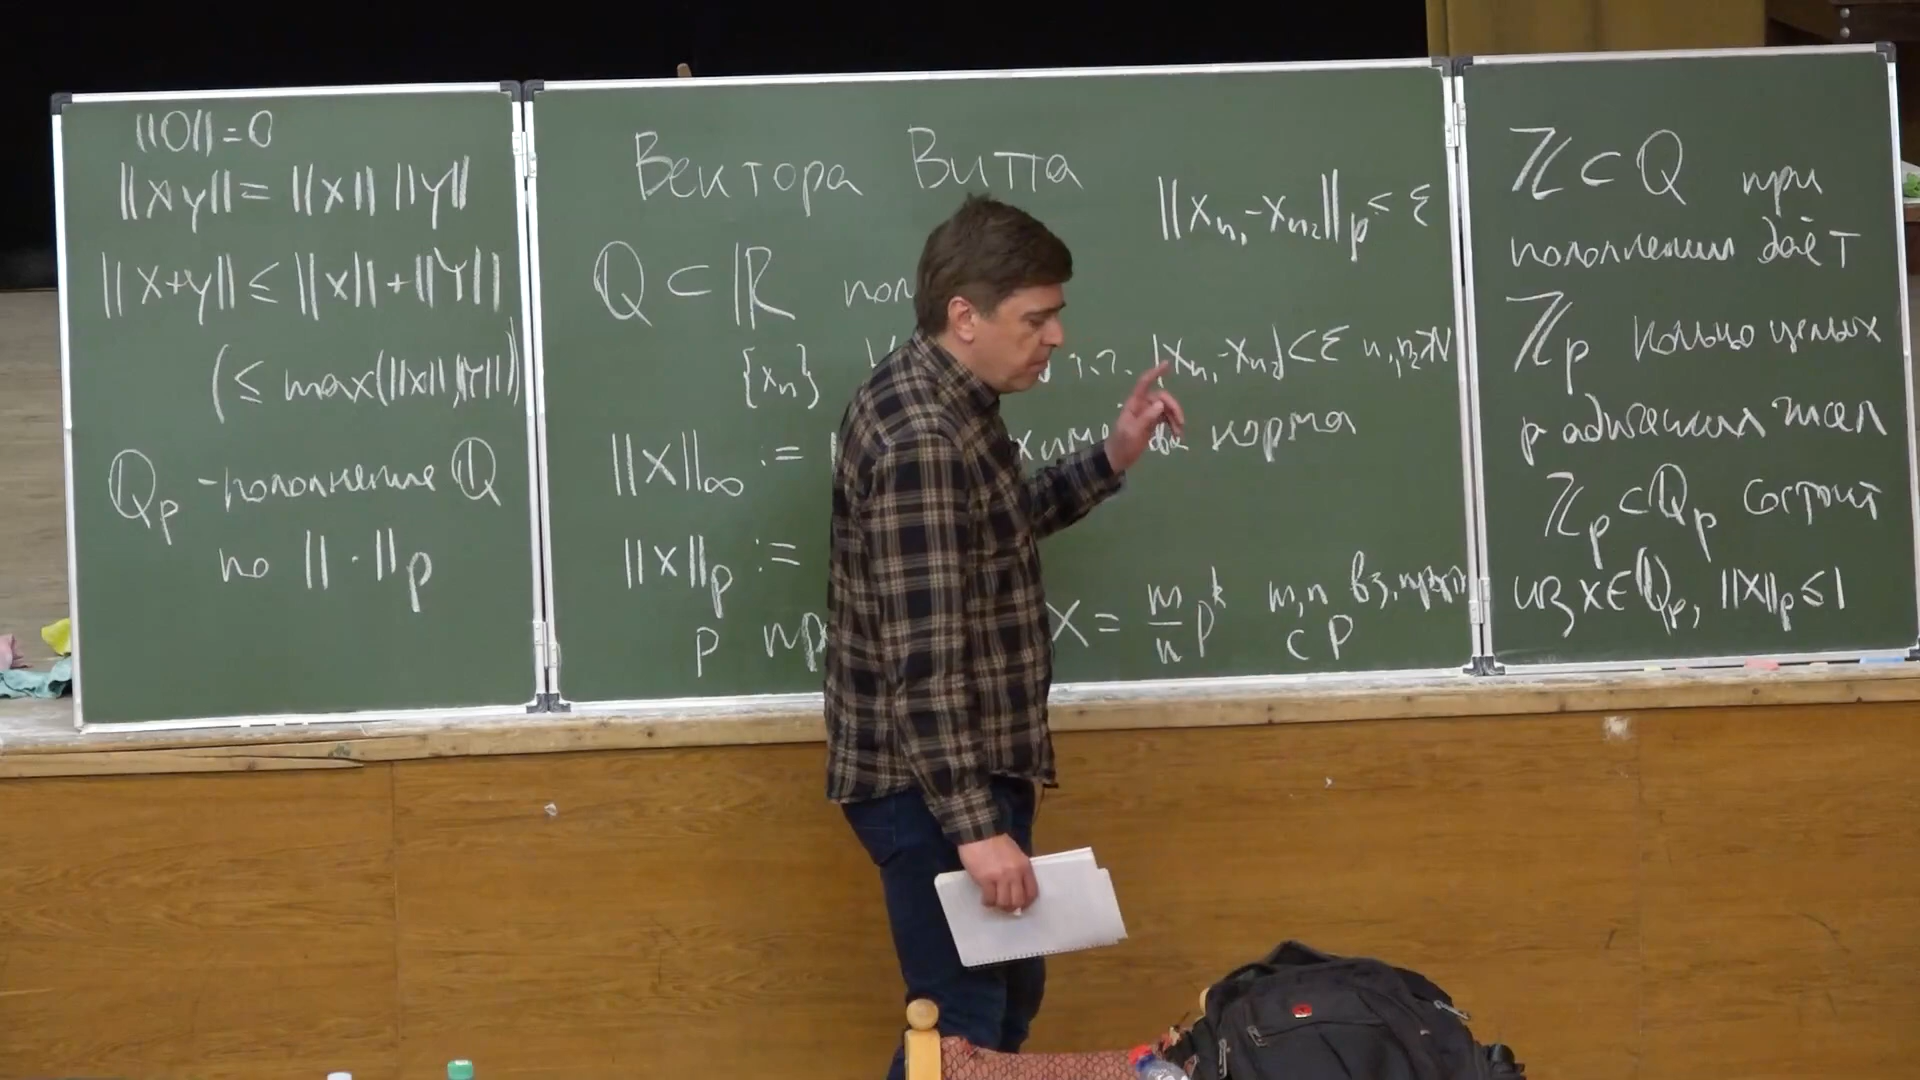 ||0|| = 0
||xy|| = ||x|| ||y||
||x+y|| ≤ ||x|| + ||y||
(≤ max(||x||, ||y||)
Q_p - пополнение Q
по || · ||_p
Вектора Витта
||x_{n_1} - x_{n_2}||_p < ε
Q ⊂ ℝ поп
{x_n} т.ч. |x_{n_1} - x_{n_2}| < ε n_1, n_2 > N
||x||_∞ := норма
||x||_p :=
p пр x = m/n p^k m, n вз. прост
с p
ℤ ⊂ Q при
пополнении даёт
ℤ_p кольцо целых
p адических чисел
ℤ_p ⊂ Q_p состоит
из x ∈ Q_p, ||x||_p ≤ 1